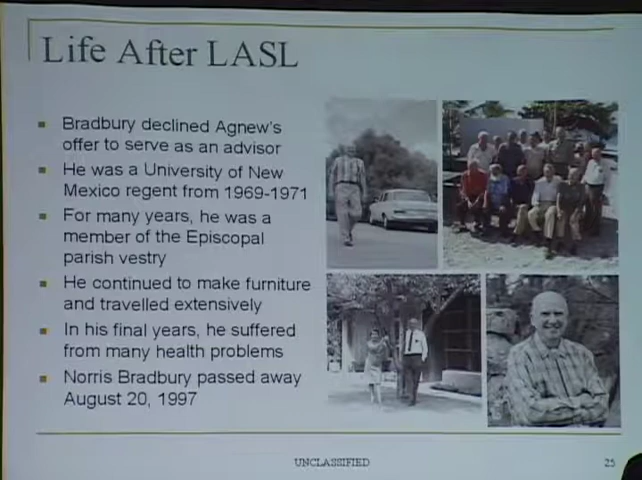 Life After LASL
Bradbury declined Agnew's
offer to serve as an advisor
He was a University of New
Mexico regent from 1969-1971
For many years, he was a
member of the Episcopal
parish vestry
He continued to make furniture
and travelled extensively
In his final years, he suffered
from many health problems
Norris Bradbury passed away
August 20, 1997
UNCLASSIFIED
25